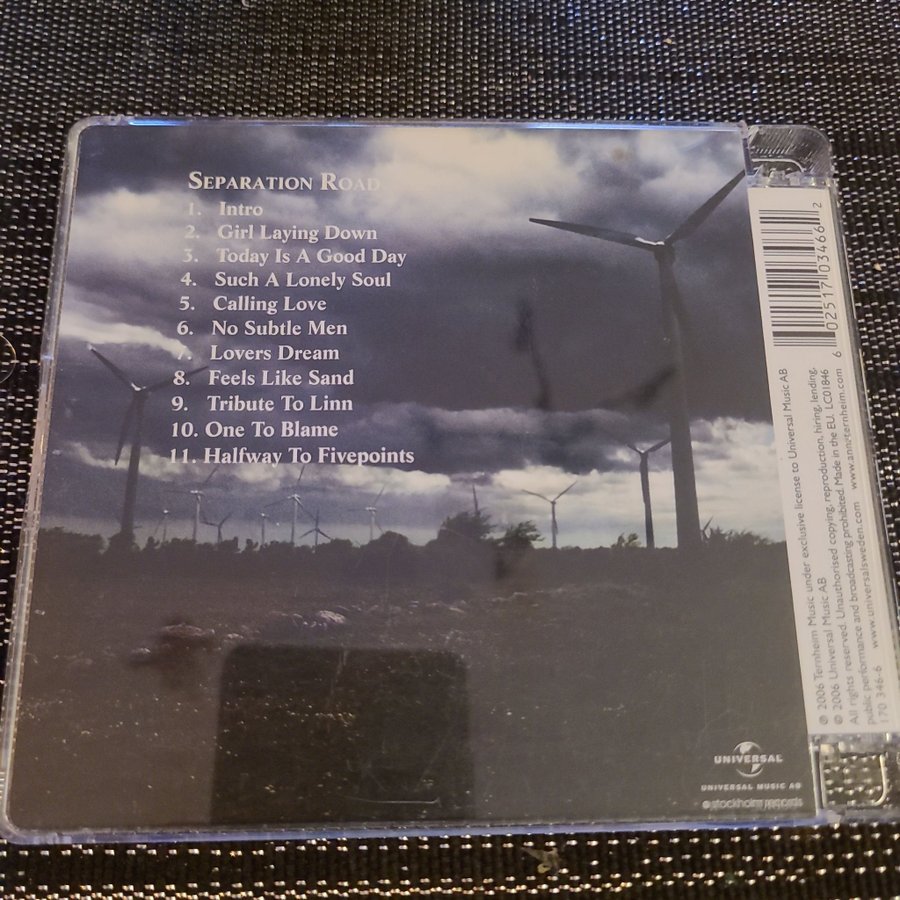 SEPARATION ROAD
1. Intro
2. Girl Laying Down
3. Today Is A Good Day
4. Such A Lonely Soul
5. Calling Love
6. No Subtle Men
7. Lovers Dream
8. Feels Like Sand
9. Tribute To Linn
10. One To Blame
11. Halfway To Fivepoints
6 02517 03466 2
℗ 2006 Ternheim Music under exclusive license to Universal Music AB
© 2006 Universal Music AB
All rights reserved. Unauthorised copying, reproduction, hiring, lending,
public performance and broadcasting prohibited. Made in the EU. LC01846
170 346-6 www.universalsweden.com www.annaternheim.com
UNIVERSAL
UNIVERSAL MUSIC AB
stockholm records